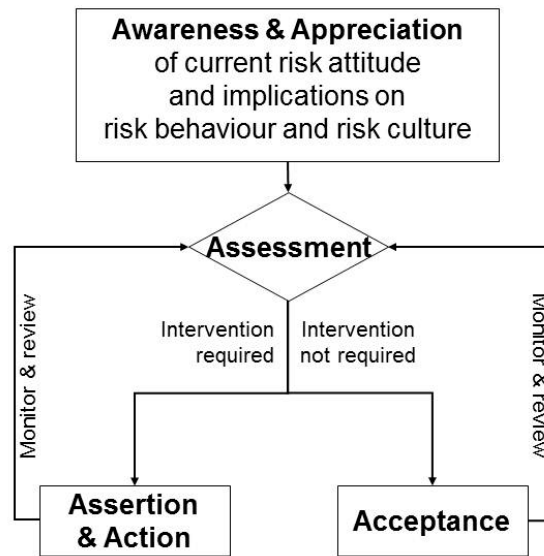 Awareness & Appreciation
of current risk attitude
and implications on
risk behaviour and risk culture
Assessment
Intervention
required
Intervention
not required
Monitor & review
Monitor & review
Assertion
& Action
Acceptance